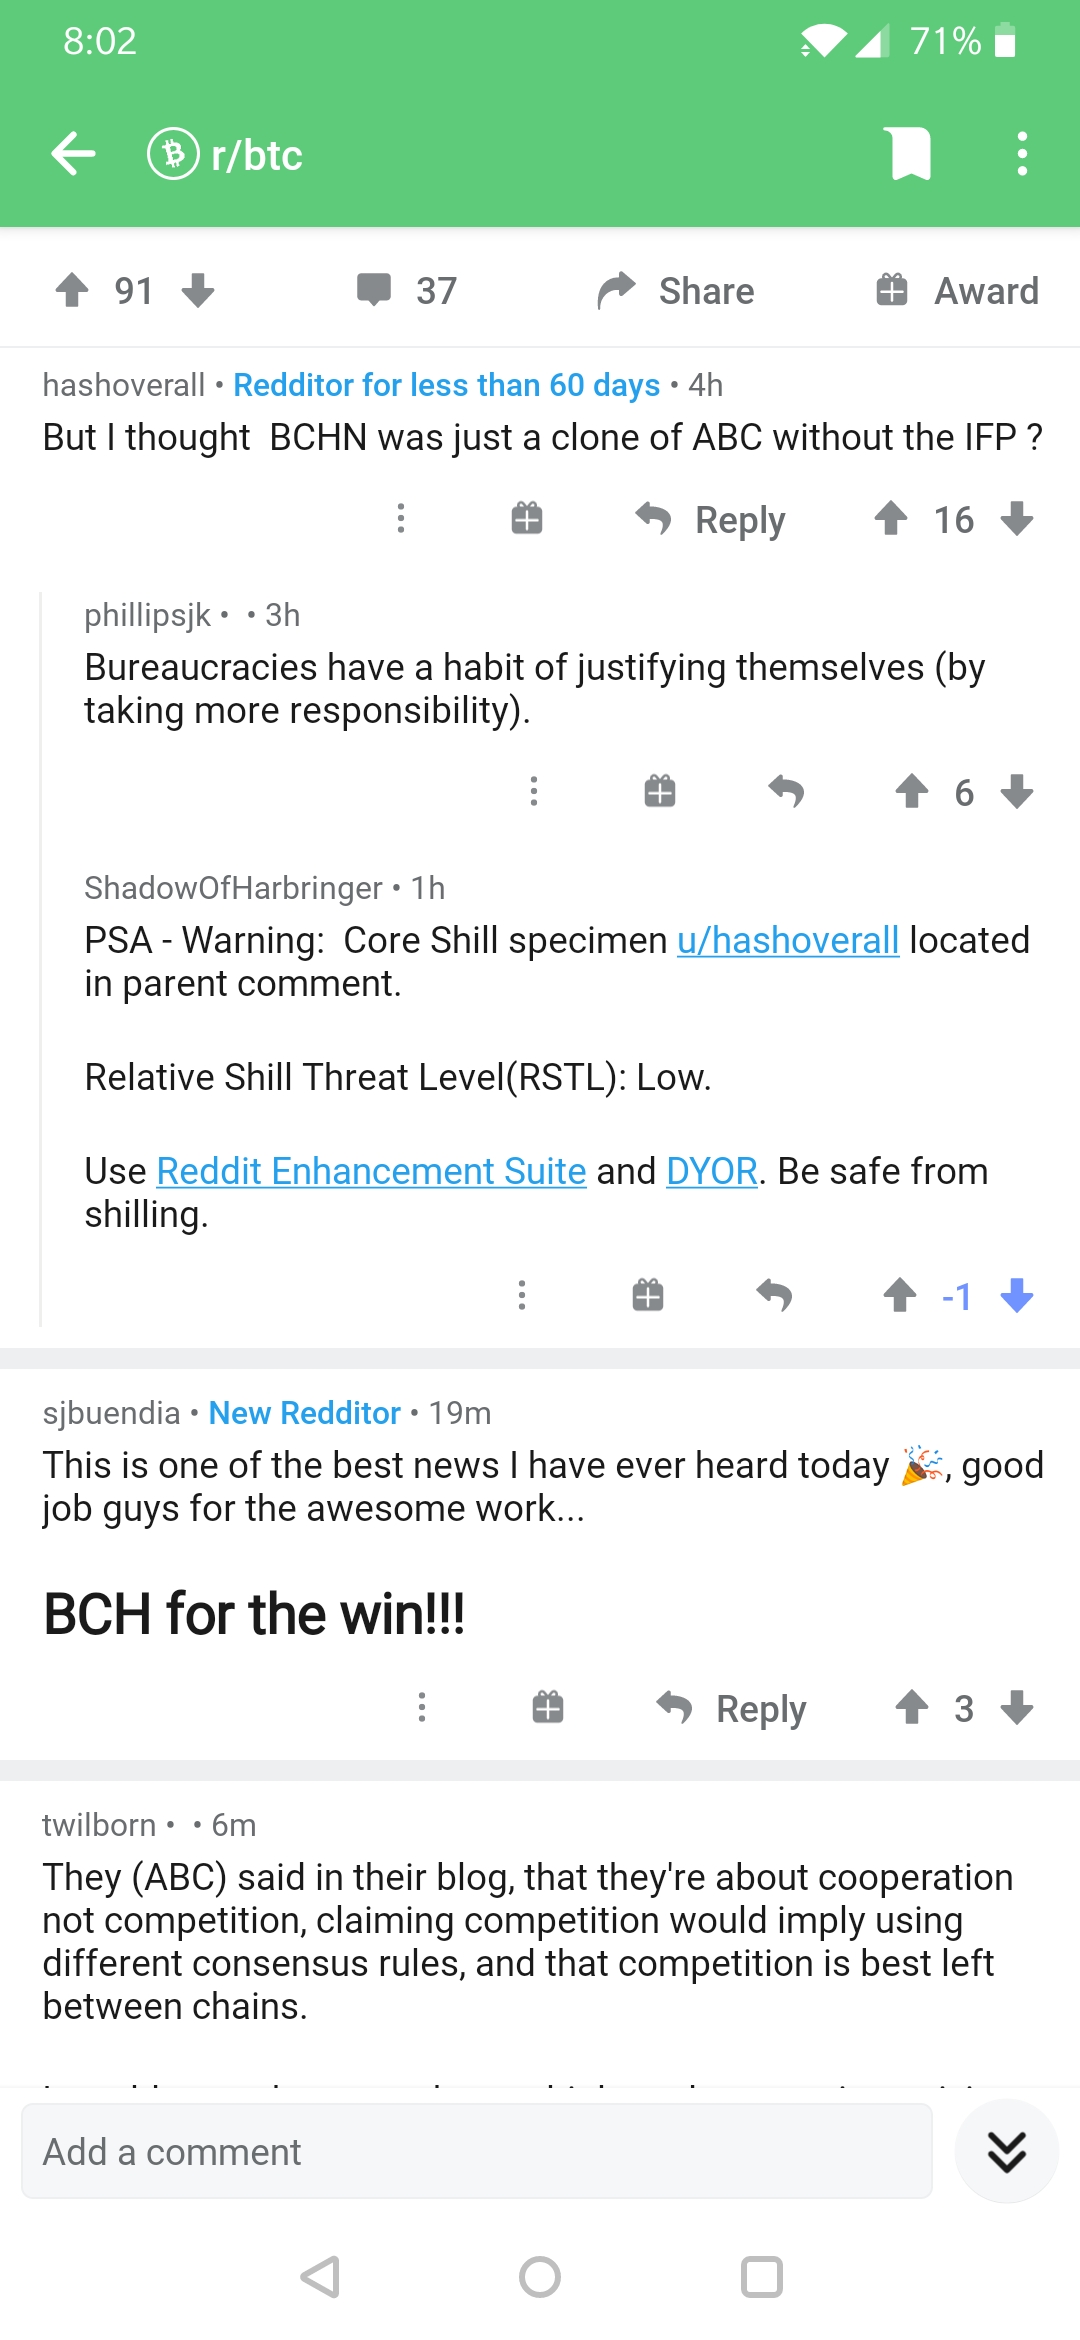 8:02
71%
r/btc
91
37
Share
Award
hashoverall • Redditor for less than 60 days • 4h
But I thought  BCHN was just a clone of ABC without the IFP ?
Reply
16
phillipsjk •  • 3h
Bureaucracies have a habit of justifying themselves (by
taking more responsibility).
6
ShadowOfHarbringer • 1h
PSA - Warning:  Core Shill specimen u/hashoverall located
in parent comment.
Relative Shill Threat Level(RSTL): Low.
Use Reddit Enhancement Suite and DYOR. Be safe from
shilling.
-1
sjbuendia • New Redditor • 19m
This is one of the best news I have ever heard today 🎉, good
job guys for the awesome work...
BCH for the win!!!
Reply
3
twilborn •  • 6m
They (ABC) said in their blog, that they're about cooperation
not competition, claiming competition would imply using
different consensus rules, and that competition is best left
between chains.
Add a comment